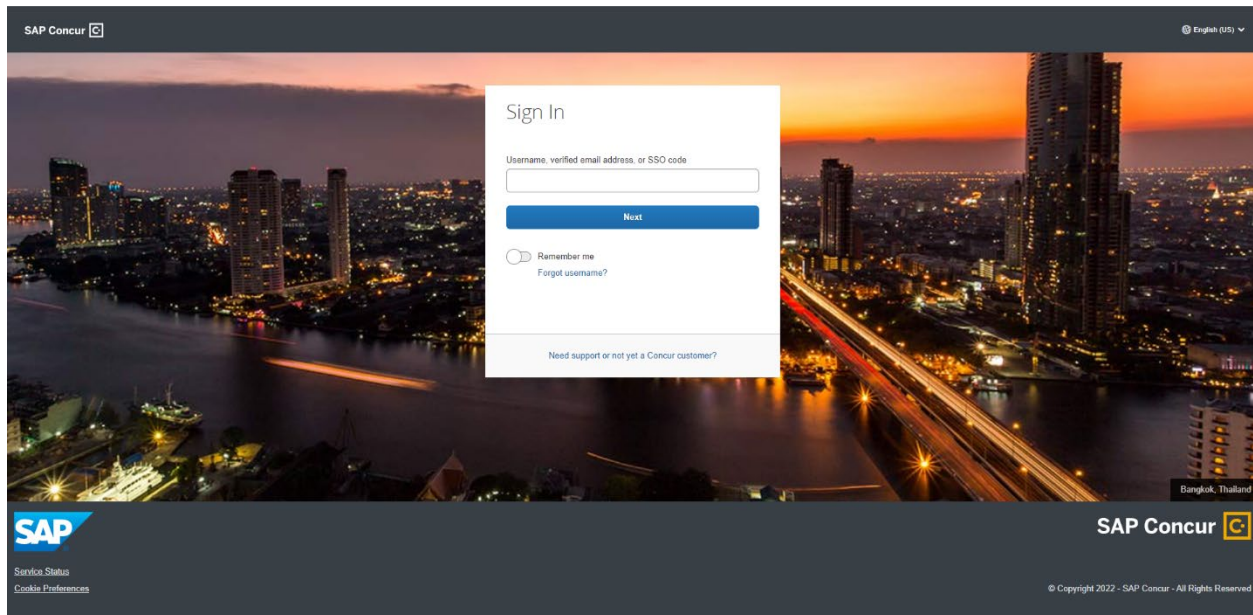 SAP Concur C
English (US)
Sign In
Username, verified email address, or SSO code
Next
Remember me
Forgot username?
Need support or not yet a Concur customer?
Bangkok, Thailand
SAP
SAP Concur C
Service Status
Cookie Preferences
© Copyright 2022 - SAP Concur - All Rights Reserved